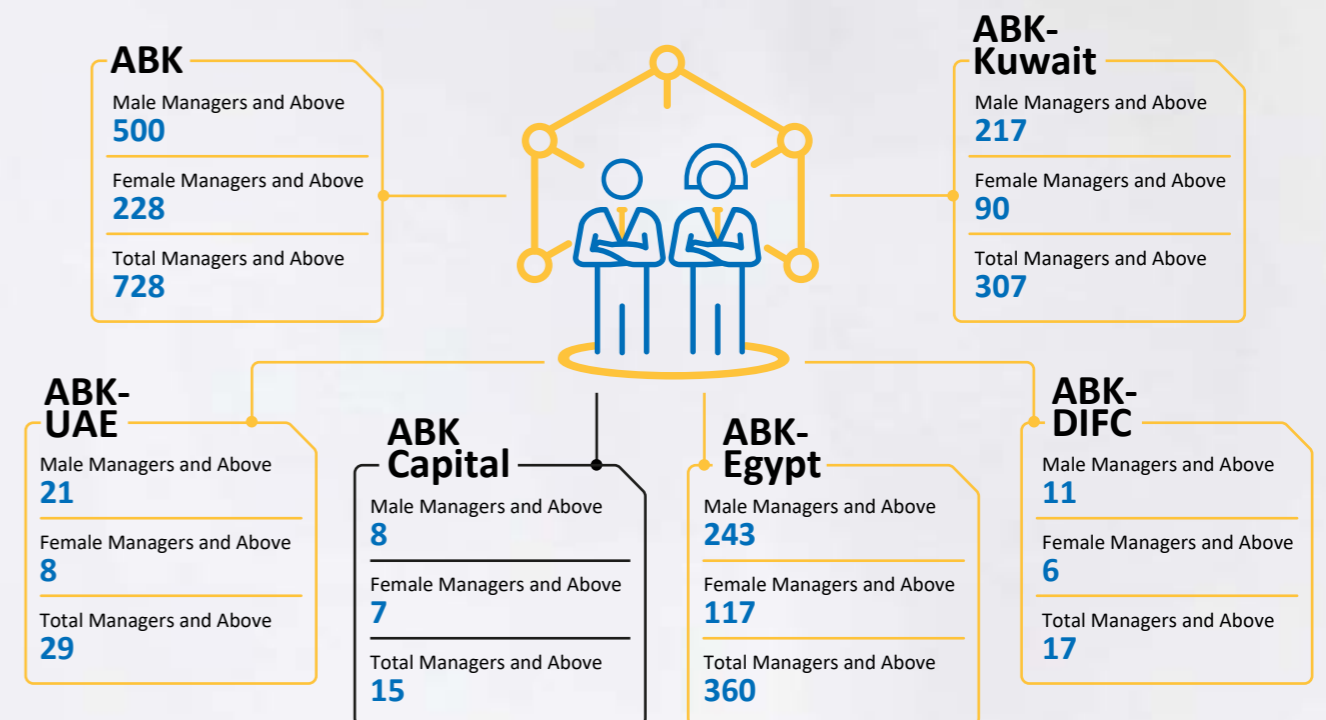 ABK
Male Managers and Above
500
Female Managers and Above
228
Total Managers and Above
728
ABK-
Kuwait
Male Managers and Above
217
Female Managers and Above
90
Total Managers and Above
307
ABK-
UAE
Male Managers and Above
21
Female Managers and Above
8
Total Managers and Above
29
ABK
Capital
Male Managers and Above
8
Female Managers and Above
7
Total Managers and Above
15
ABK-
Egypt
Male Managers and Above
243
Female Managers and Above
117
Total Managers and Above
360
ABK-
DIFC
Male Managers and Above
11
Female Managers and Above
6
Total Managers and Above
17